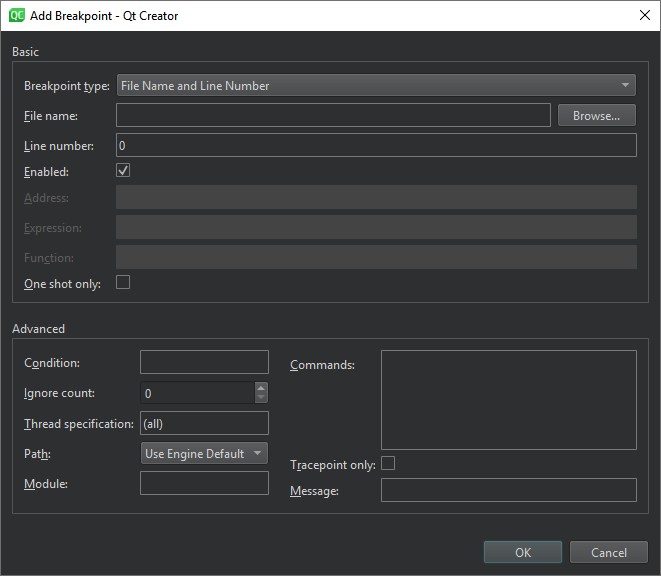 QC Add Breakpoint - Qt Creator
Basic
Breakpoint type: File Name and Line Number
File name: Browse...
Line number: 0
Enabled:
Address:
Expression:
Function:
One shot only:
Advanced
Condition:
Commands:
Ignore count: 0
Thread specification: (all)
Path: Use Engine Default
Tracepoint only:
Module:
Message:
OK Cancel